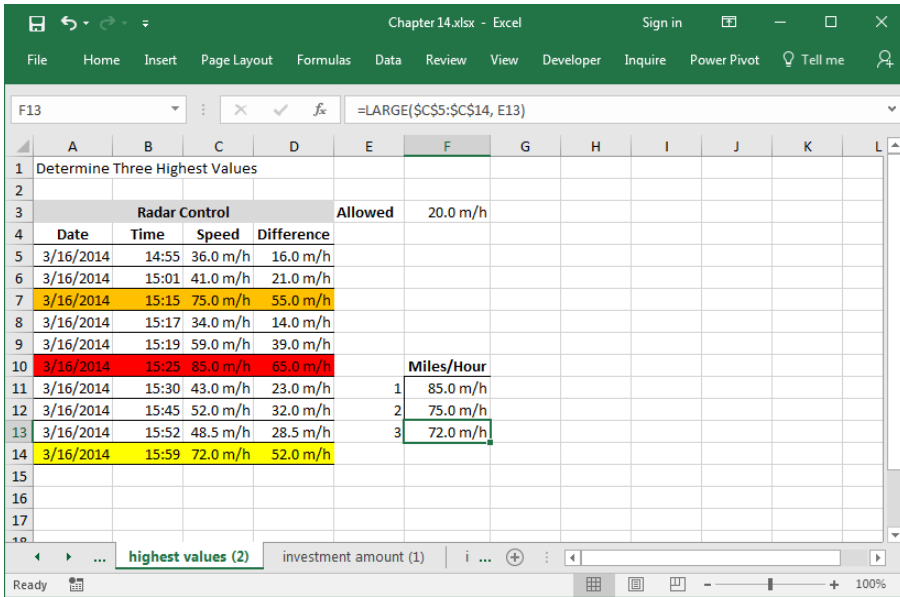 Chapter 14.xlsx - Excel Sign in
File Home Insert Page Layout Formulas Data Review View Developer Inquire Power Pivot Tell me
F13 fx =LARGE($C$5:$C$14, E13)
A B C D E F G H I J K L
1 Determine Three Highest Values
2
3 Radar Control Allowed 20.0 m/h
4 Date Time Speed Difference
5 3/16/2014 14:55 36.0 m/h 16.0 m/h
6 3/16/2014 15:01 41.0 m/h 21.0 m/h
7 3/16/2014 15:15 75.0 m/h 55.0 m/h
8 3/16/2014 15:17 34.0 m/h 14.0 m/h
9 3/16/2014 15:19 59.0 m/h 39.0 m/h
10 3/16/2014 15:25 85.0 m/h 65.0 m/h Miles/Hour
11 3/16/2014 15:30 43.0 m/h 23.0 m/h 1 85.0 m/h
12 3/16/2014 15:45 52.0 m/h 32.0 m/h 2 75.0 m/h
13 3/16/2014 15:52 48.5 m/h 28.5 m/h 3 72.0 m/h
14 3/16/2014 15:59 72.0 m/h 52.0 m/h
15
16
17
18
... highest values (2) investment amount (1) i ...
Ready 100%